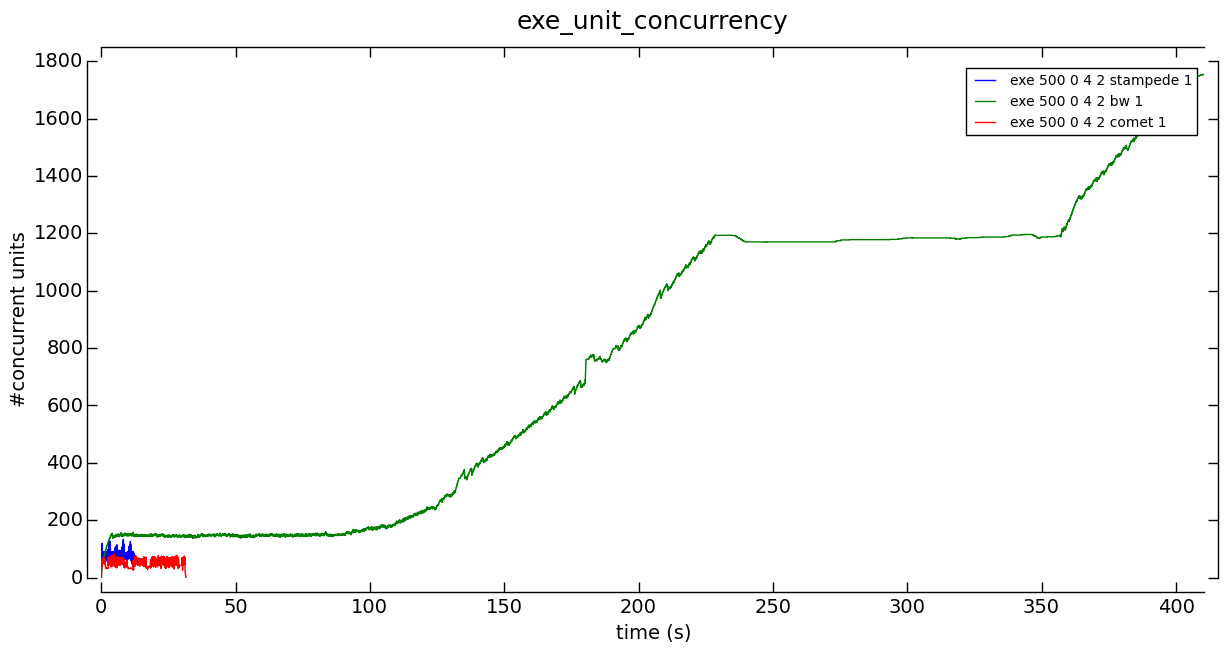 exe_unit_concurrency
1800
1600
1400
1200
1000
800
600
400
200
0
#concurrent units
exe 500 0 4 2 stampede 1
exe 500 0 4 2 bw 1
exe 500 0 4 2 comet 1
0 50 100 150 200 250 300 350 400
time (s)